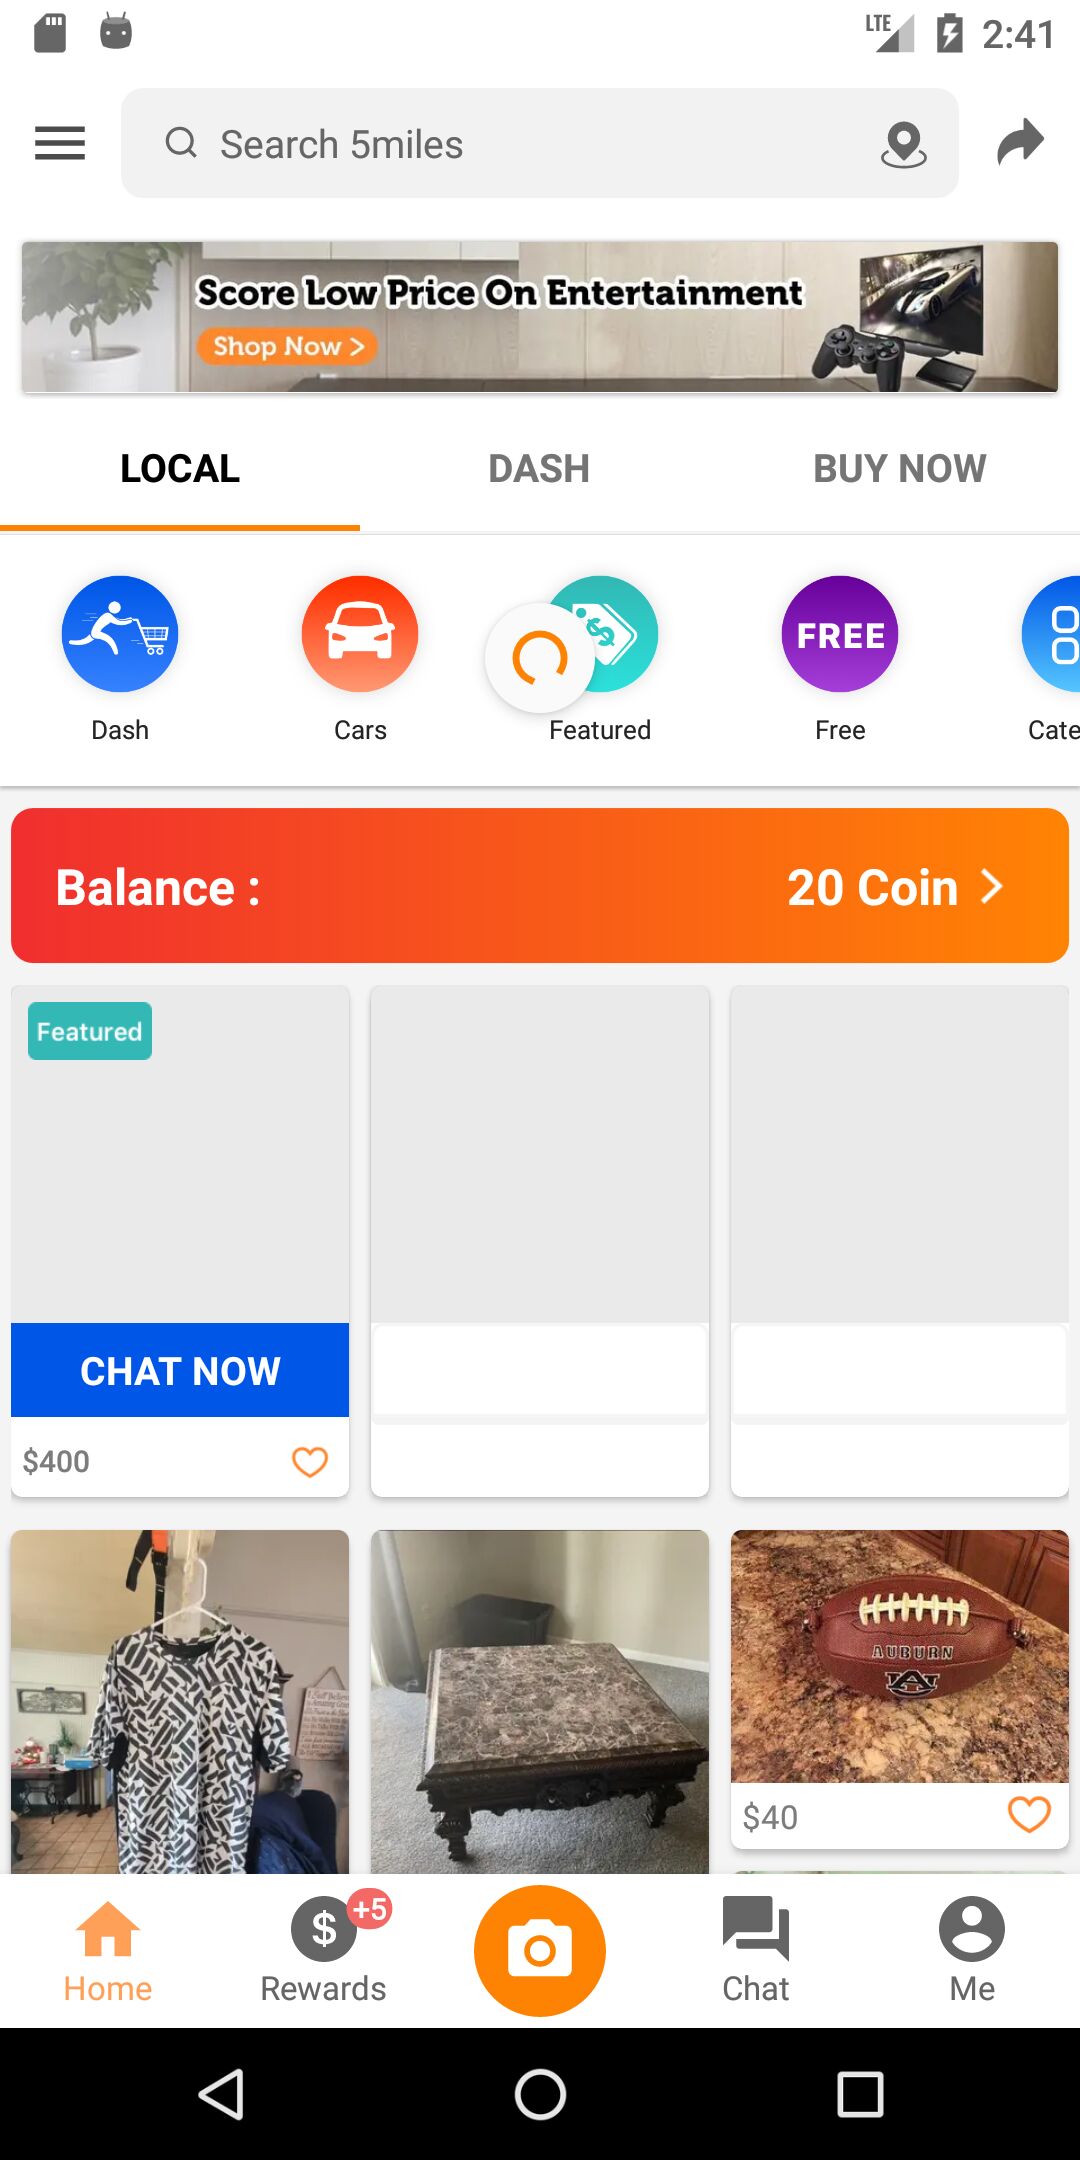 LTE 2:41
Search 5miles
Score Low Price On Entertainment
Shop Now >
LOCAL DASH BUY NOW
FREE
Dash Cars Featured Free Cate
Balance : 20 Coin
Featured
CHAT NOW
$400
AUBURN
$40
+5
Home Rewards Chat Me